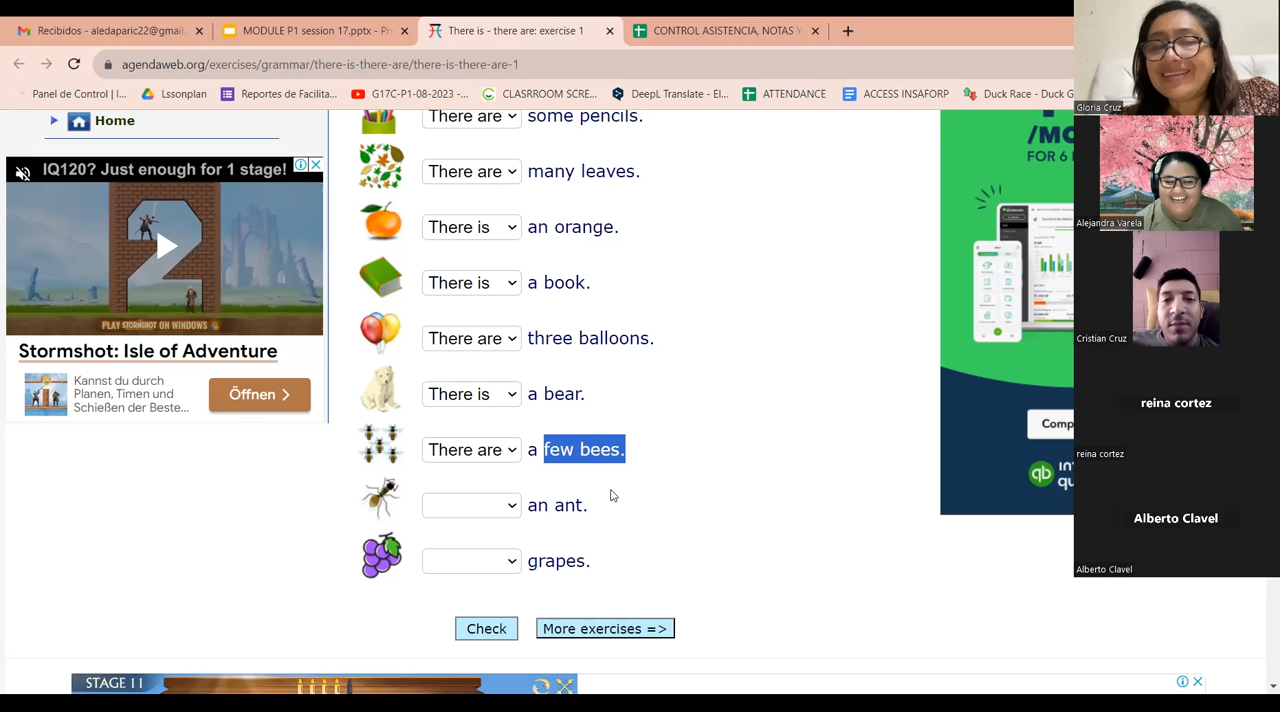 Recibidos - aledaparic22@gmail.
MODULE P1 session 17.pptx - Pre
There is - there are: exercise 1
CONTROL ASISTENCIA, NOTAS Y
agendaweb.org/exercises/grammar/there-is-there-are/there-is-there-are-1
Panel de Control | I...
Lssonplan
Reportes de Facilita...
G17C-P1-08-2023 -...
CLASSROOM SCRE...
DeepL Translate - El...
ATTENDANCE
ACCESS INSAFORP
Duck Race - Duck G
Home
There are some pencils.
There are many leaves.
There is an orange.
There is a book.
There are three balloons.
There is a bear.
There are a few bees.
an ant.
grapes.
Check
More exercises =>
IQ120? Just enough for 1 stage!
2
PLAY STORMSHOT ON WINDOWS
Stormshot: Isle of Adventure
Kannst du durch
Planen, Timen und
Schießen der Beste...
Öffnen
STAGE 11
/MO
FOR 6
Comp
qb
Gloria Cruz
Alejandra Varela
Cristian Cruz
reina cortez
reina cortez
Alberto Clavel
Alberto Clavel